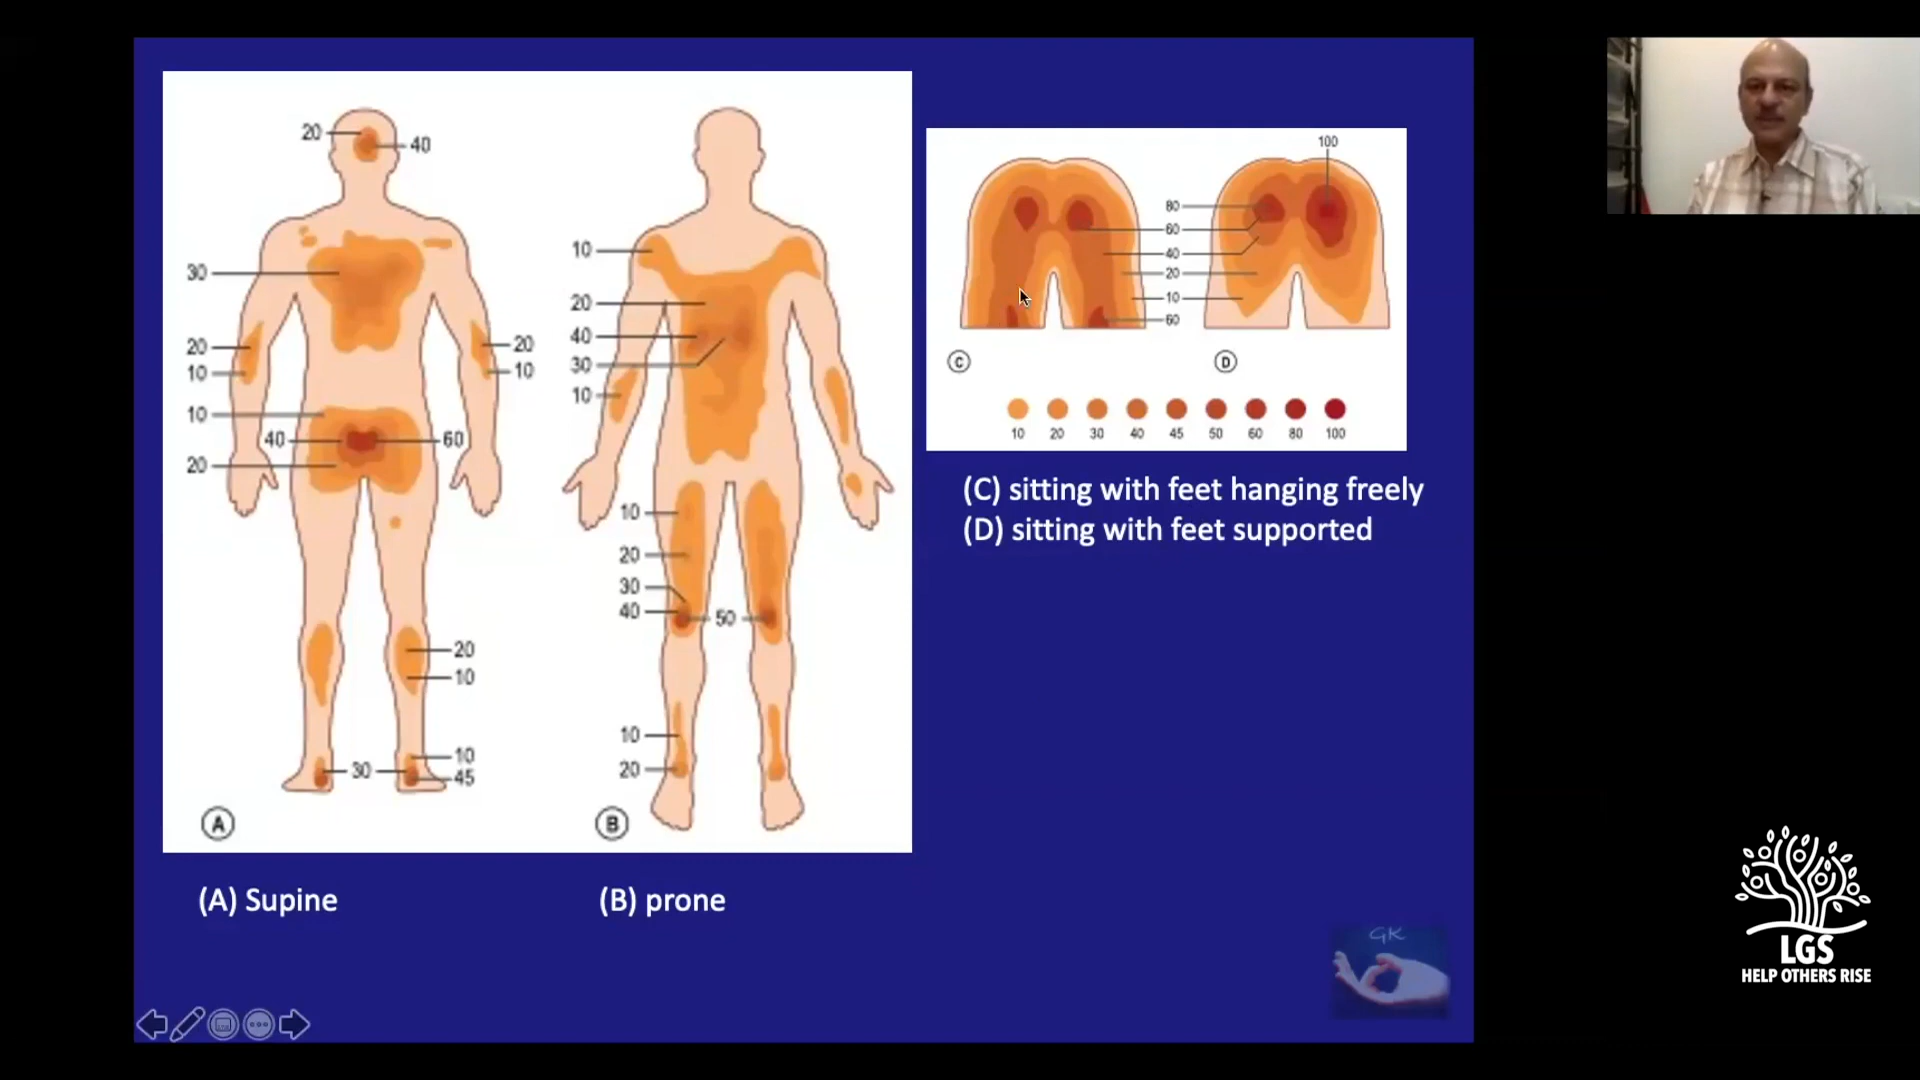 20 40
30
20 20
10 10
10
40 60
20
20
10
10
30 45
A
10
20
40
30
10
10
20
30
40 50
10
20
B
100
80
60
40
20
10
60
C D
10 20 30 40 45 50 60 80 100
(C) sitting with feet hanging freely
(D) sitting with feet supported
(A) Supine (B) prone
GK
LGS
HELP OTHERS RISE